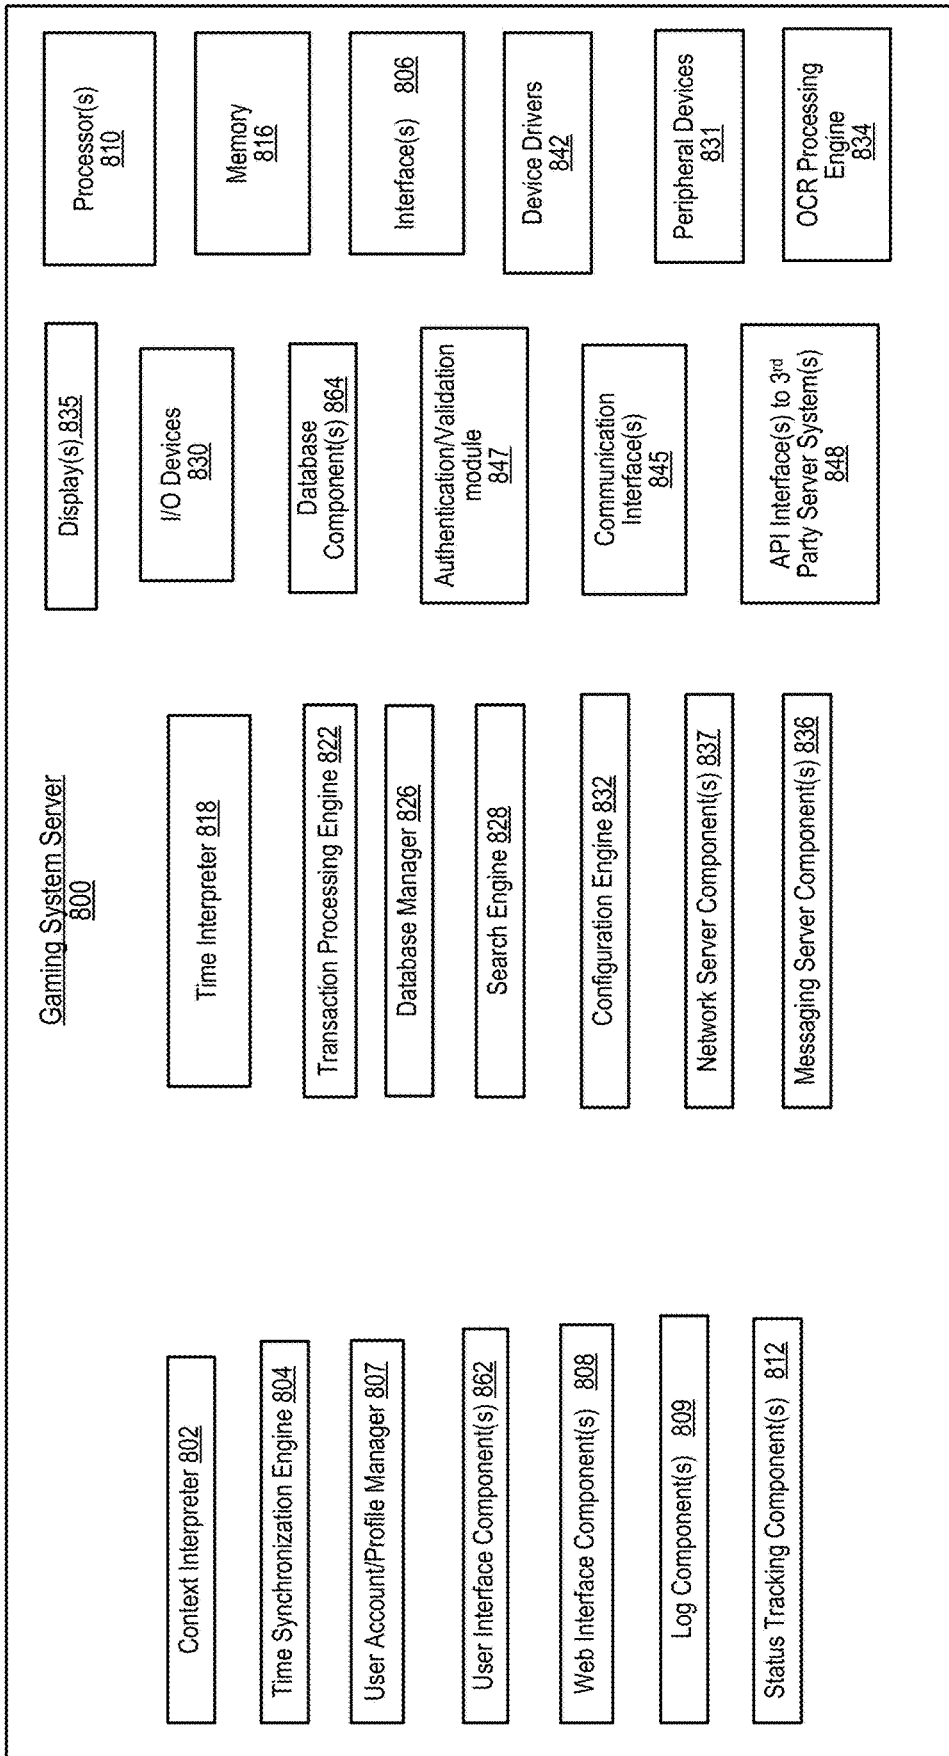 Gaming System Server
800
Context Interpreter 802
Time Synchronization Engine 804
User Account/Profile Manager 807
User Interface Component(s) 862
Web Interface Component(s) 808
Log Component(s) 809
Status Tracking Component(s) 812
Time Interpreter 818
Transaction Processing Engine 822
Database Manager 826
Search Engine 828
Configuration Engine 832
Network Server Component(s) 837
Messaging Server Component(s) 836
Display(s) 835
I/O Devices
830
Database
Component(s) 864
Authentication/Validation
module
847
Communication
Interface(s)
845
API Interface(s) to 3rd
Party Server System(s)
848
Processor(s)
810
Memory
816
Interface(s) 806
Device Drivers
842
Peripheral Devices
831
OCR Processing
Engine
834